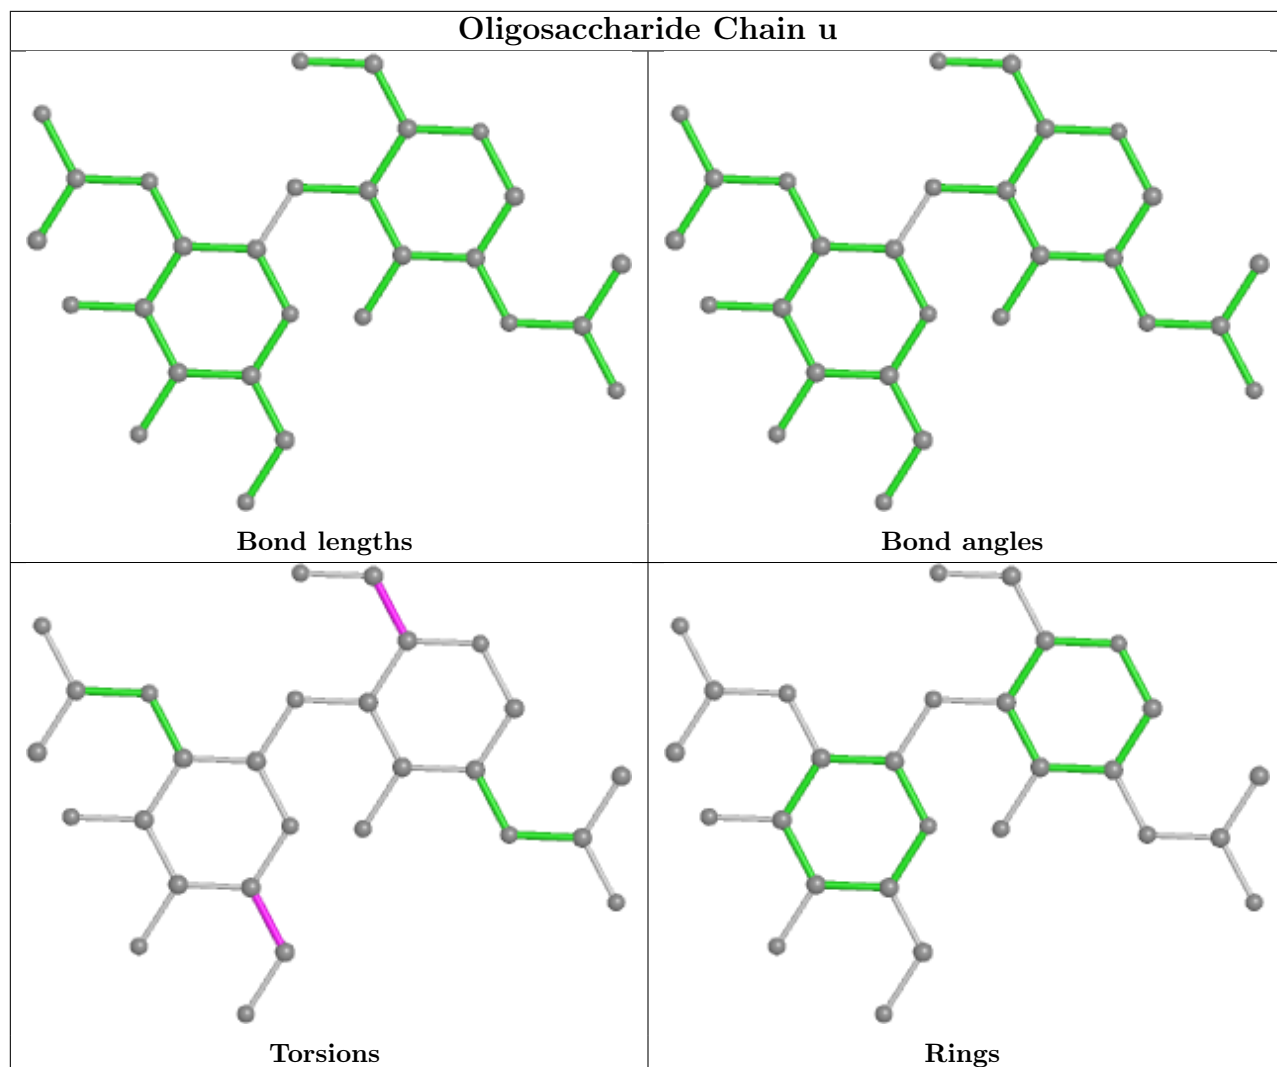 Oligosaccharide Chain u
Bond lengths
Bond angles
Torsions
Rings